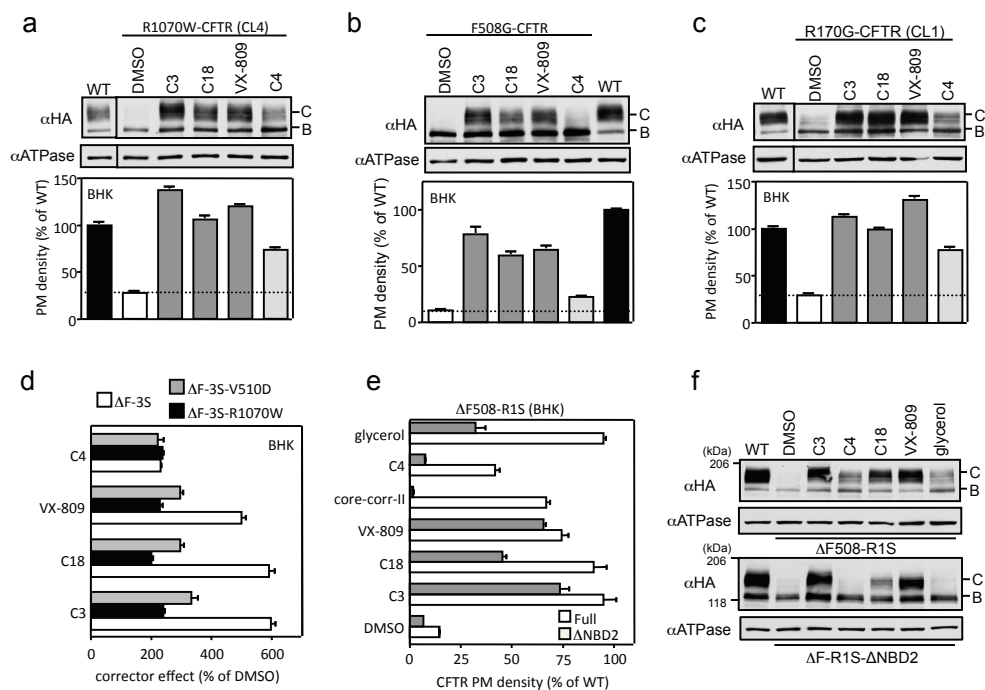 a
R1070W-CFTR (CL4)
WT
DMSO
C3
C18
VX-809
C4
αHA
C
B
αATPase
PM density (% of WT)
150
100
50
0
BHK
b
F508G-CFTR
DMSO
C3
C18
VX-809
C4
WT
αHA
C
B
αATPase
PM density (% of WT)
100
50
0
BHK
c
R170G-CFTR (CL1)
WT
DMSO
C3
C18
VX-809
C4
αHA
C
B
αATPase
PM density (% of WT)
150
100
50
0
BHK
d
ΔF-3S
ΔF-3S-V510D
ΔF-3S-R1070W
BHK
C4
VX-809
C18
C3
0 200 400 600
corrector effect (% of DMSO)
e
ΔF508-R1S (BHK)
glycerol
C4
core-corr-II
VX-809
C18
C3
DMSO
Full
ΔNBD2
0 25 50 75 100
CFTR PM density (% of WT)
f
WT
DMSO
C3
C4
C18
VX-809
glycerol
(kDa)
206
αHA
C
B
αATPase
ΔF508-R1S
(kDa)
206
αHA
C
118
B
αATPase
ΔF-R1S-ΔNBD2